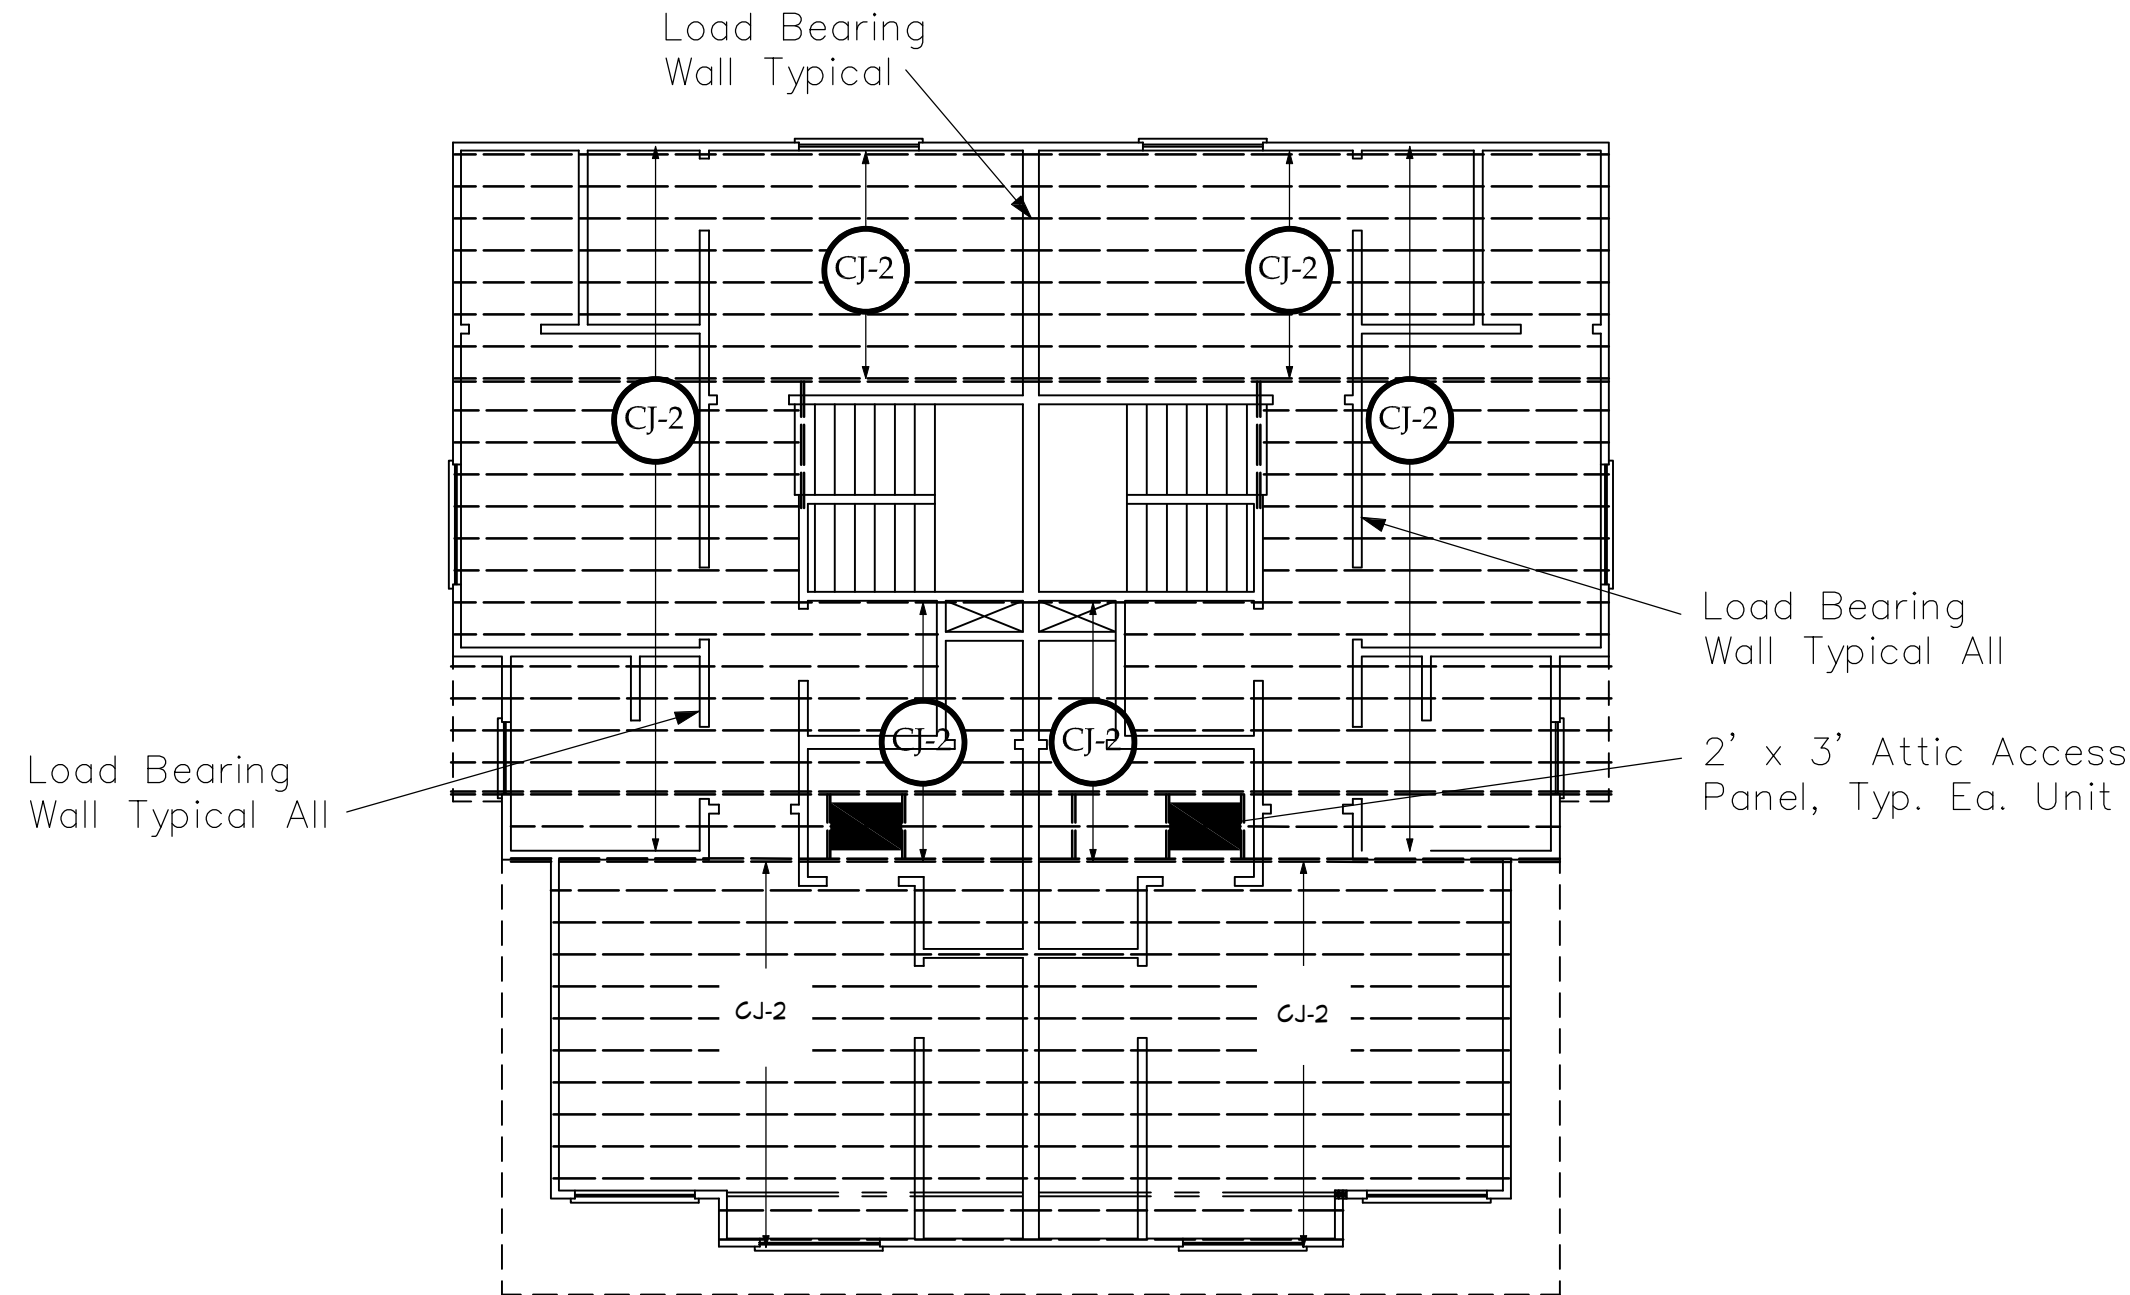 Load Bearing
Wall Typical
CJ-2
CJ-2
CJ-2
CJ-2
Load Bearing
Wall Typical All
CJ-2
CJ-2
2' x 3' Attic Access
Panel, Typ. Ea. Unit
Load Bearing
Wall Typical All
CJ-2
CJ-2